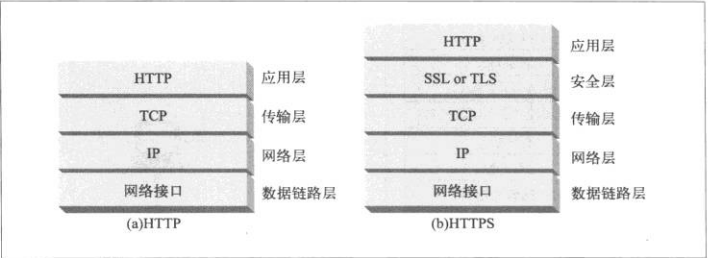 HTTP 应用层
TCP 传输层
IP 网络层
网络接口 数据链路层
(a)HTTP
HTTP 应用层
SSL or TLS 安全层
TCP 传输层
IP 网络层
网络接口 数据链路层
(b)HTTPS